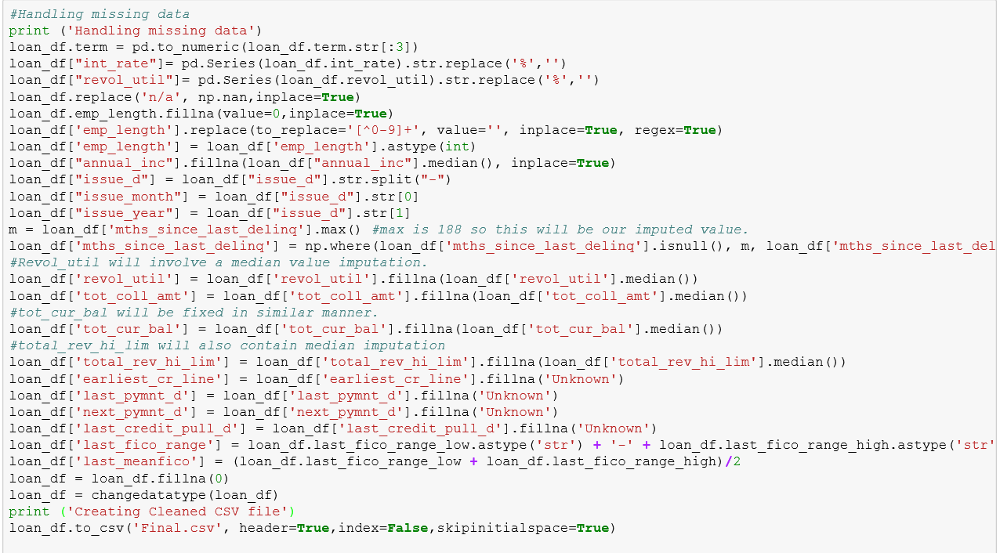 #Handling missing data
print ('Handling missing data')
loan_df.term = pd.to_numeric(loan_df.term.str[:3])
loan_df["int_rate"]= pd.Series(loan_df.int_rate).str.replace('%','')
loan_df["revol_util"]= pd.Series(loan_df.revol_util).str.replace('%','')
loan_df.replace('n/a', np.nan,inplace=True)
loan_df.emp_length.fillna(value=0,inplace=True)
loan_df['emp_length'].replace(to_replace='[^0-9]+', value='', inplace=True, regex=True)
loan_df['emp_length'] = loan_df['emp_length'].astype(int)
loan_df["annual_inc"].fillna(loan_df["annual_inc"].median(), inplace=True)
loan_df["issue_d"] = loan_df["issue_d"].str.split("-")
loan_df["issue_month"] = loan_df["issue_d"].str[0]
loan_df["issue_year"] = loan_df["issue_d"].str[1]
m = loan_df['mths_since_last_delinq'].max() #max is 188 so this will be our imputed value.
loan_df['mths_since_last_delinq'] = np.where(loan_df['mths_since_last_delinq'].isnull(), m, loan_df['mths_since_last_del
#Revol_util will involve a median value imputation.
loan_df['revol_util'] = loan_df['revol_util'].fillna(loan_df['revol_util'].median())
loan_df['tot_coll_amt'] = loan_df['tot_coll_amt'].fillna(loan_df['tot_coll_amt'].median())
#tot_cur_bal will be fixed in similar manner.
loan_df['tot_cur_bal'] = loan_df['tot_cur_bal'].fillna(loan_df['tot_cur_bal'].median())
#total_rev_hi_lim will also contain median imputation
loan_df['total_rev_hi_lim'] = loan_df['total_rev_hi_lim'].fillna(loan_df['total_rev_hi_lim'].median())
loan_df['earliest_cr_line'] = loan_df['earliest_cr_line'].fillna('Unknown')
loan_df['last_pymnt_d'] = loan_df['last_pymnt_d'].fillna('Unknown')
loan_df['next_pymnt_d'] = loan_df['next_pymnt_d'].fillna('Unknown')
loan_df['last_credit_pull_d'] = loan_df['last_credit_pull_d'].fillna('Unknown')
loan_df['last_fico_range'] = loan_df.last_fico_range_low.astype('str') + '-' + loan_df.last_fico_range_high.astype('str'
loan_df['last_meanfico'] = (loan_df.last_fico_range_low + loan_df.last_fico_range_high)/2
loan_df = loan_df.fillna(0)
loan_df = changedatatype(loan_df)
print ('Creating Cleaned CSV file')
loan_df.to_csv('Final.csv', header=True,index=False,skipinitialspace=True)